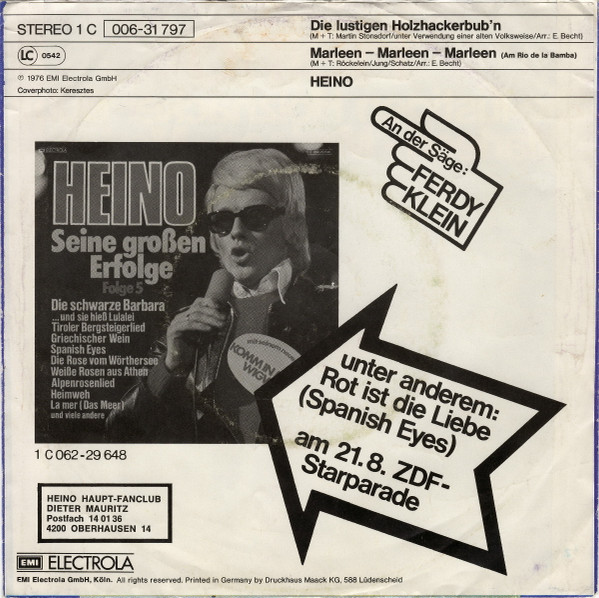 STEREO 1 C 006-31797
LC 0542
℗ 1976 EMI Electrola GmbH
Coverphoto: Keresztes
Die lustigen Holzhackerbub'n
(M + T: Martin Stonsdorf/unter Verwendung einer alten Volksweise/Arr.: E. Becht)
Marleen – Marleen – Marleen (Am Rio de la Bamba)
(M + T: Röckelein/Jung/Schatz/Arr.: E. Becht)
HEINO
An der Säge:
FERDY
KLEIN
ELECTROLA
HEINO
Seine großen
Erfolge
Folge 5
Die schwarze Barbara
... und sie hieß Lulalei
Tiroler Bergsteigerlied
Griechischer Wein
Spanish Eyes
Die Rose vom Wörthersee
Weiße Rosen aus Athen
Alpenrosenlied
Heimweh
La mer (Das Meer)
und viele andere
KOMM IN
WIGW
unter anderem:
Rot ist die Liebe
(Spanish Eyes)
am 21.8. ZDF-
Starparade
1 C 062-29 648
HEINO HAUPT-FANCLUB
DIETER MAURITZ
Postfach 14 01 36
4200 OBERHAUSEN 14
EMI ELECTROLA
EMI Electrola GmbH, Köln. All rights reserved. Printed in Germany by Druckhaus Maack KG, 588 Lüdenscheid